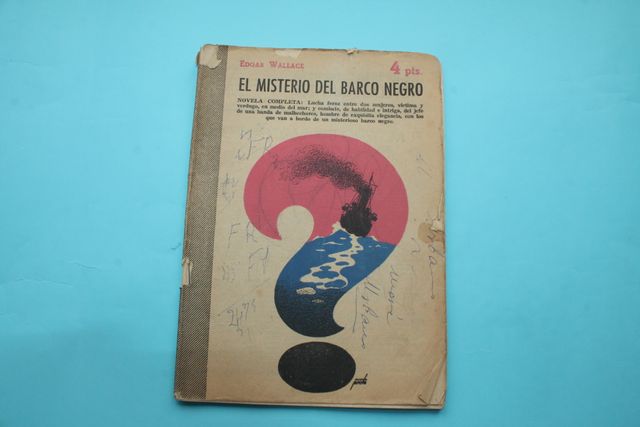 EDGAR WALLACE
4 pts.
EL MISTERIO DEL BARCO NEGRO
NOVELA COMPLETA: Lucha feroz entre dos mujeres, víctima y
verdugo, en medio del mar; y combate, de habilidad e intriga, del jefe
de una banda de malhechores, hombre de exquisita elegancia, con los
que van a bordo de un misterioso barco negro.